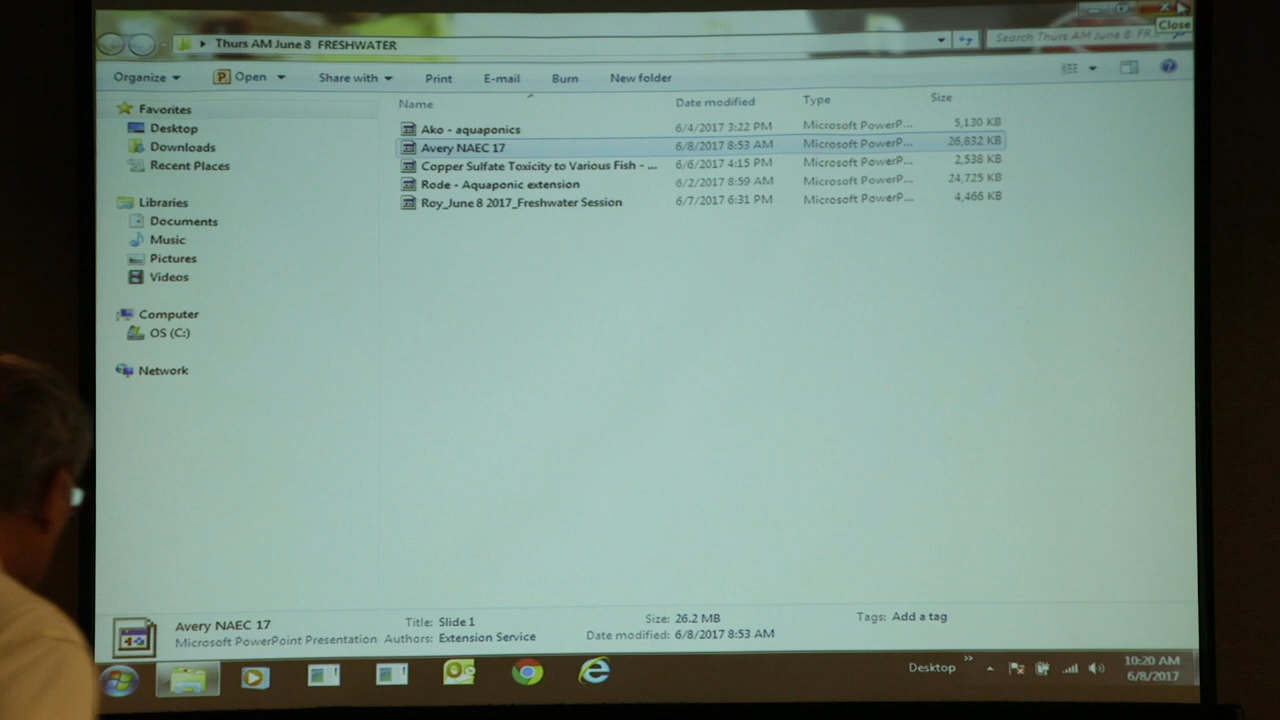 Close
Thurs AM June 8 FRESHWATER
Search Thurs AM June 8 FR...
Organize
Open
Share with
Print
E-mail
Burn
New folder
Name
Date modified
Type
Size
Favorites
Desktop
Downloads
Recent Places
Libraries
Documents
Music
Pictures
Videos
Computer
OS (C:)
Network
Ako - aquaponics 6/4/2017 3:22 PM Microsoft PowerP... 5,130 KB
Avery NAEC 17 6/8/2017 8:53 AM Microsoft PowerP... 26,832 KB
Copper Sulfate Toxicity to Various Fish - ... 6/6/2017 4:15 PM Microsoft PowerP... 2,538 KB
Rode - Aquaponic extension 6/2/2017 8:59 AM Microsoft PowerP... 24,725 KB
Roy_June 8 2017_Freshwater Session 6/7/2017 6:31 PM Microsoft PowerP... 4,466 KB
Avery NAEC 17
Microsoft PowerPoint Presentation
Title: Slide 1
Authors: Extension Service
Size: 26.2 MB
Date modified: 6/8/2017 8:53 AM
Tags: Add a tag
Desktop
10:20 AM
6/8/2017